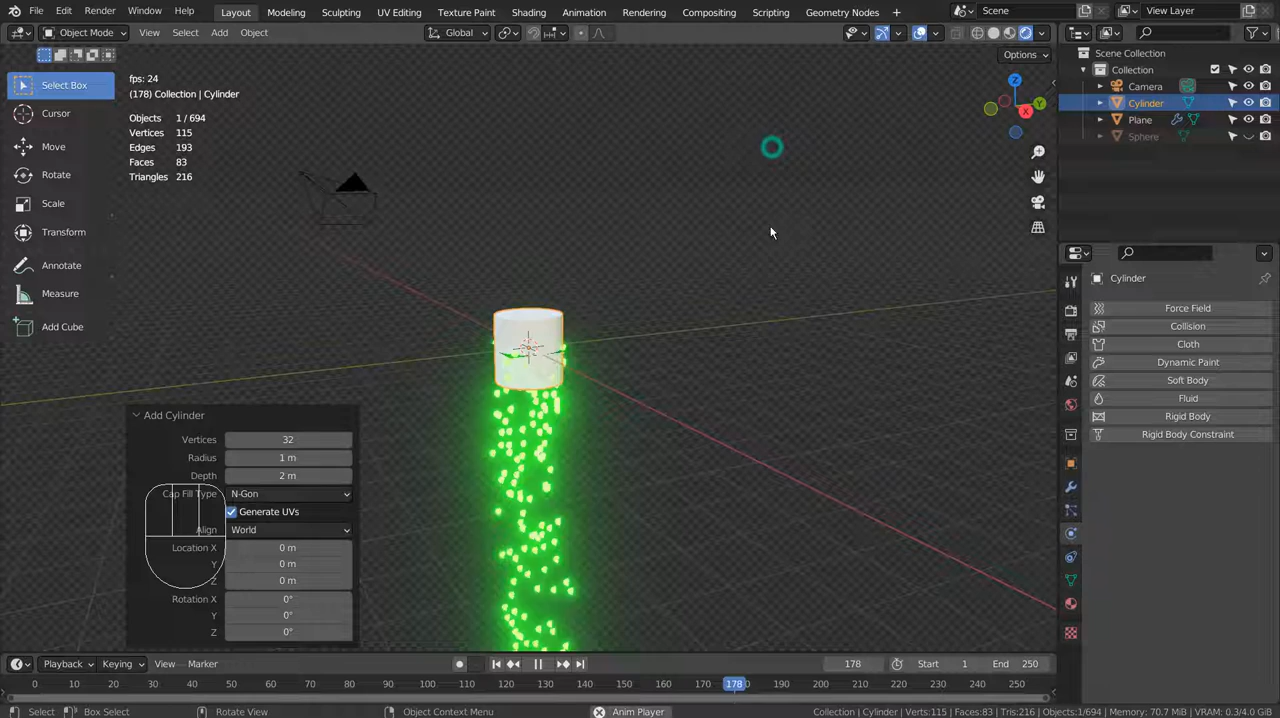 File Edit Render Window Help Layout Modeling Sculpting UV Editing Texture Paint Shading Animation Rendering Compositing Scripting Geometry Nodes + Scene View Layer
Object Mode View Select Add Object Global
Options
Select Box
Cursor
Move
Rotate
Scale
Transform
Annotate
Measure
Add Cube
fps: 24
(178) Collection | Cylinder
Objects 1 / 694
Vertices 115
Edges 193
Faces 83
Triangles 216
Z
Y
X
Scene Collection
Collection
Camera
Cylinder
Plane
Sphere
Cylinder
Force Field
Collision
Cloth
Dynamic Paint
Soft Body
Fluid
Rigid Body
Rigid Body Constraint
Add Cylinder
Vertices 32
Radius 1 m
Depth 2 m
Cap Fill Type N-Gon
Generate UVs
Align World
Location X 0 m
Y 0 m
Z 0 m
Rotation X 0°
Y 0°
Z 0°
Playback Keying View Marker 178 Start 1 End 250
0 10 20 30 40 50 60 70 80 90 100 110 120 130 140 150 160 170 178 190 200 210 220 230 240 250
Select Box Select Rotate View Object Context Menu Anim Player Collection | Cylinder | Verts:115 | Faces:83 | Tris:216 | Objects:1/694 | Memory: 70.7 MiB | VRAM: 0.3/4.0 GiB |